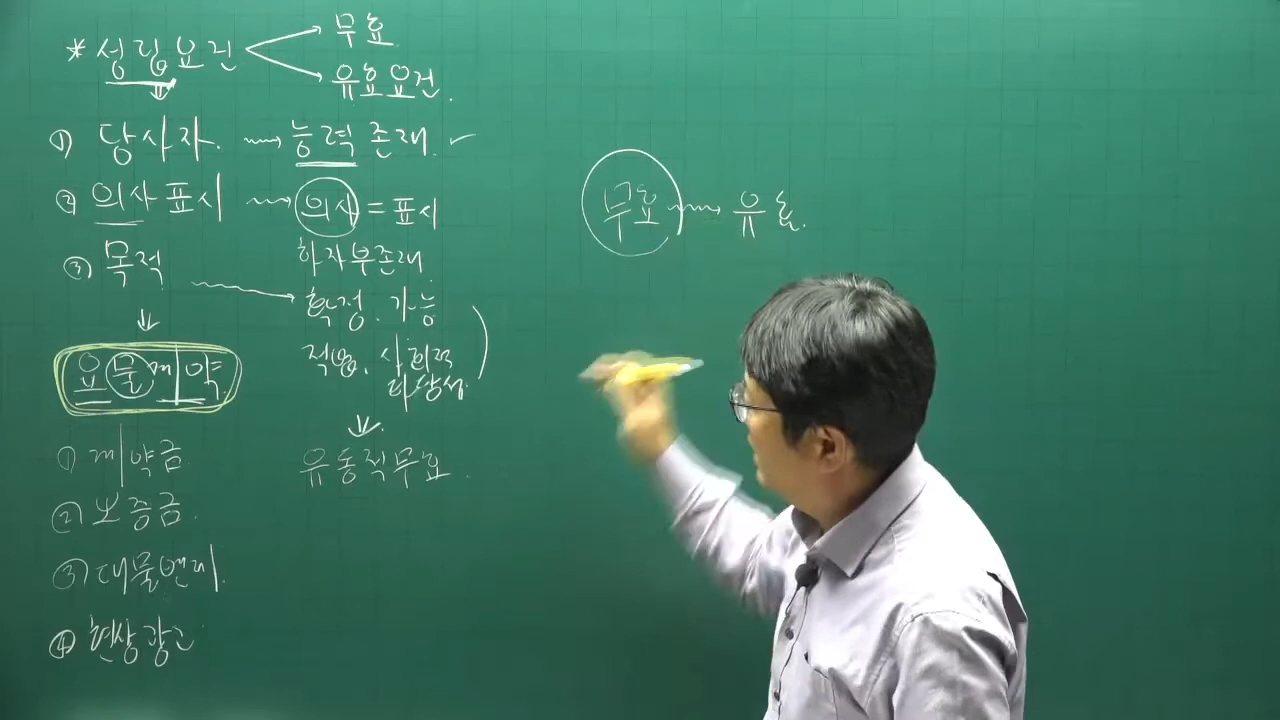 * 성립요건
무효
유효요건.
① 당사자. 능력 존재.
② 의사표시 의사 = 표시
하자부존재.
③ 목적 확정. 가능
적법. 사회적
타당성.
요물계약
유동적무효.
① 계약금
② 보증금.
③ 대물변제.
④ 현상광고
무효 유효.